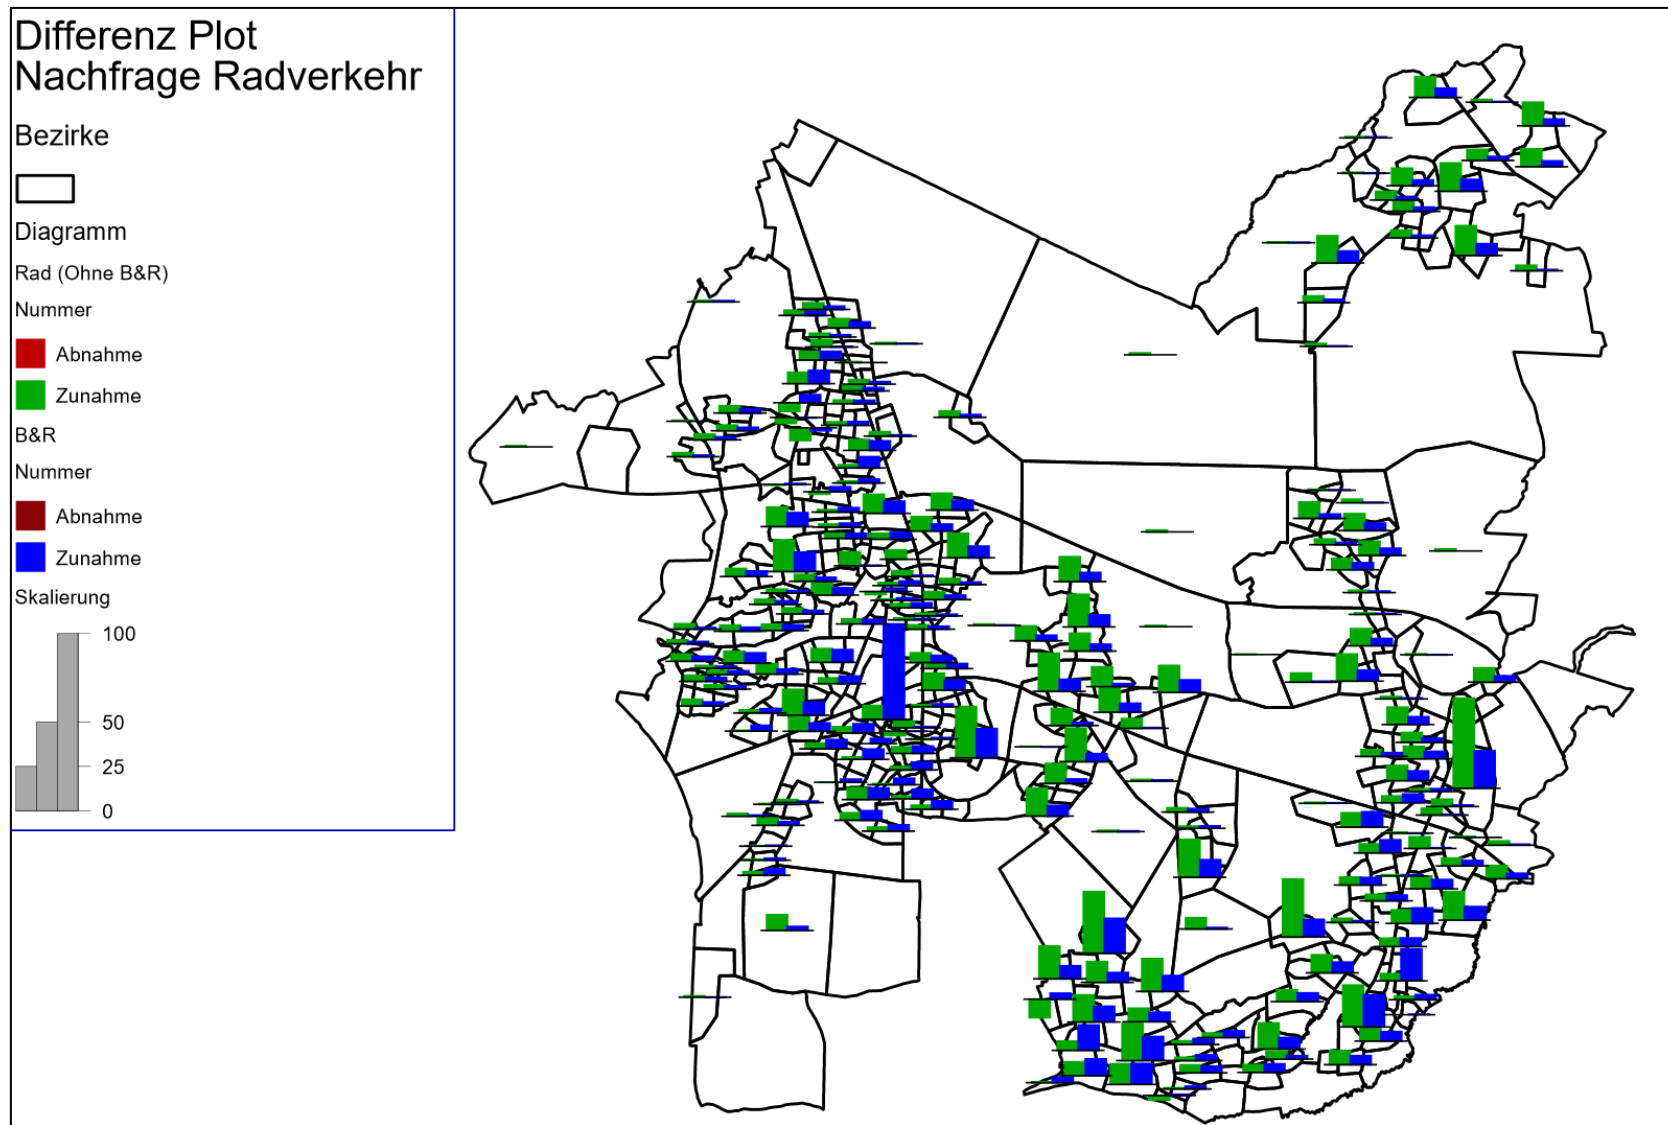 Differenz Plot
Nachfrage Radverkehr
Bezirke
Diagramm
Rad (Ohne B&R)
Nummer
Abnahme
Zunahme
B&R
Nummer
Abnahme
Zunahme
Skalierung
100
50
25
0